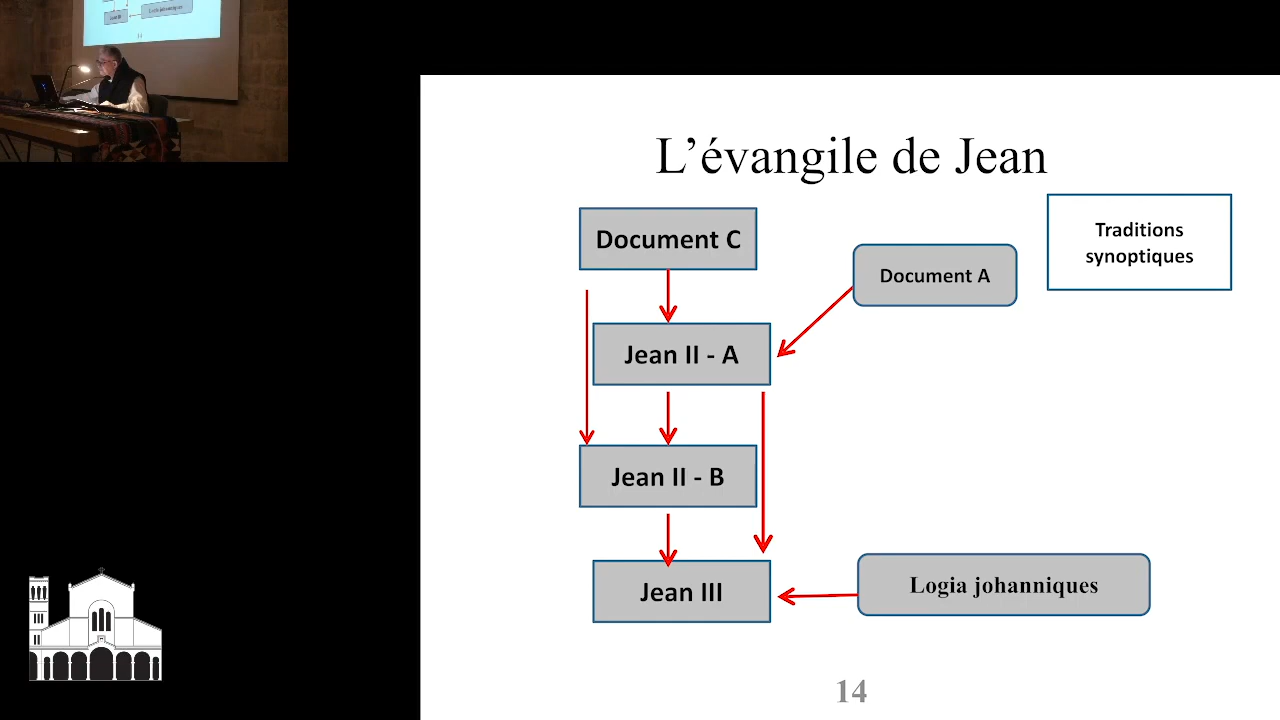 L'évangile de Jean
Document C
Traditions
synoptiques
Document A
Jean II - A
Jean II - B
Jean III
Logia johanniques
14